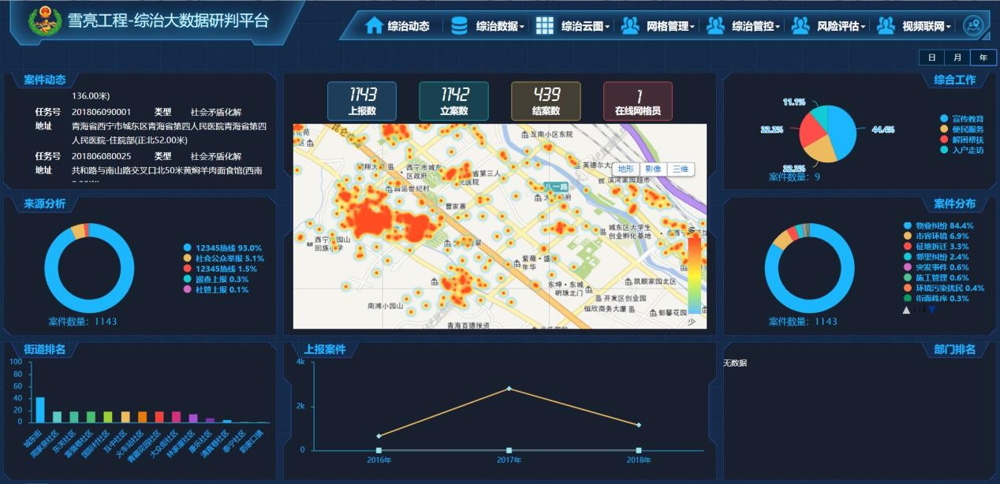 雪亮工程-综治大数据研判平台
综治动态
综治数据
综治云图
网格管理
综治管控
风险评估
视频联网
日
月
年
案件动态
136.00米)
任务号 201806090001 类型 社会矛盾化解
地址 青海省西宁市城东区青海省第四人民医院青海省第四
人民医院-住院部(正北52.00米)
任务号 201806080025 类型 社会矛盾化解
地址 共和路与南山路交叉口北50米黄焖羊肉面食馆(西南
来源分析
12345热线 93.0%
社会公众举报 5.1%
12345热线 1.5%
巡查上报 0.3%
社管上报 0.1%
案件数量：1143
1143
上报数
1142
立案数
439
结案数
1
在线网格员
互南小区东院
西宁市城东
区政府
省第三人
民医院
昌运世纪村
曹家寨
八一路
英德尔大
滨河家园超市
地形
影像
三维
城东区大学生
创业孵化基地
紫薇·盛
年华
东坤·东城
明珠北门
凯颐家园北区
开发区创业园
恒欣商务大厦
郁馨花园
南滩小园山
青海百德投资
多
少
综合工作
11.1%
22.2%
44.4%
22.2%
宣传教育
便民服务
解困帮扶
入户走访
案件数量：9
案件分布
物业纠纷 84.4%
市容环境 6.9%
征地拆迁 3.3%
邻里纠纷 2.4%
突发事件 0.6%
施工管理 0.6%
环境污染扰民 0.4%
街面秩序 0.3%
1/3
案件数量：1143
街道排名
100
80
60
40
20
0
城东街
周家泉社区
东关社区
富强巷社区
国际村社区
互中社区
火车站社区
青藏花园社区
大众街社区
林家崖社区
康乐社区
清真巷社区
泰宁社区
韵家口镇
上报案件
4k
2k
0
2016年
2017年
2018年
部门排名
无数据